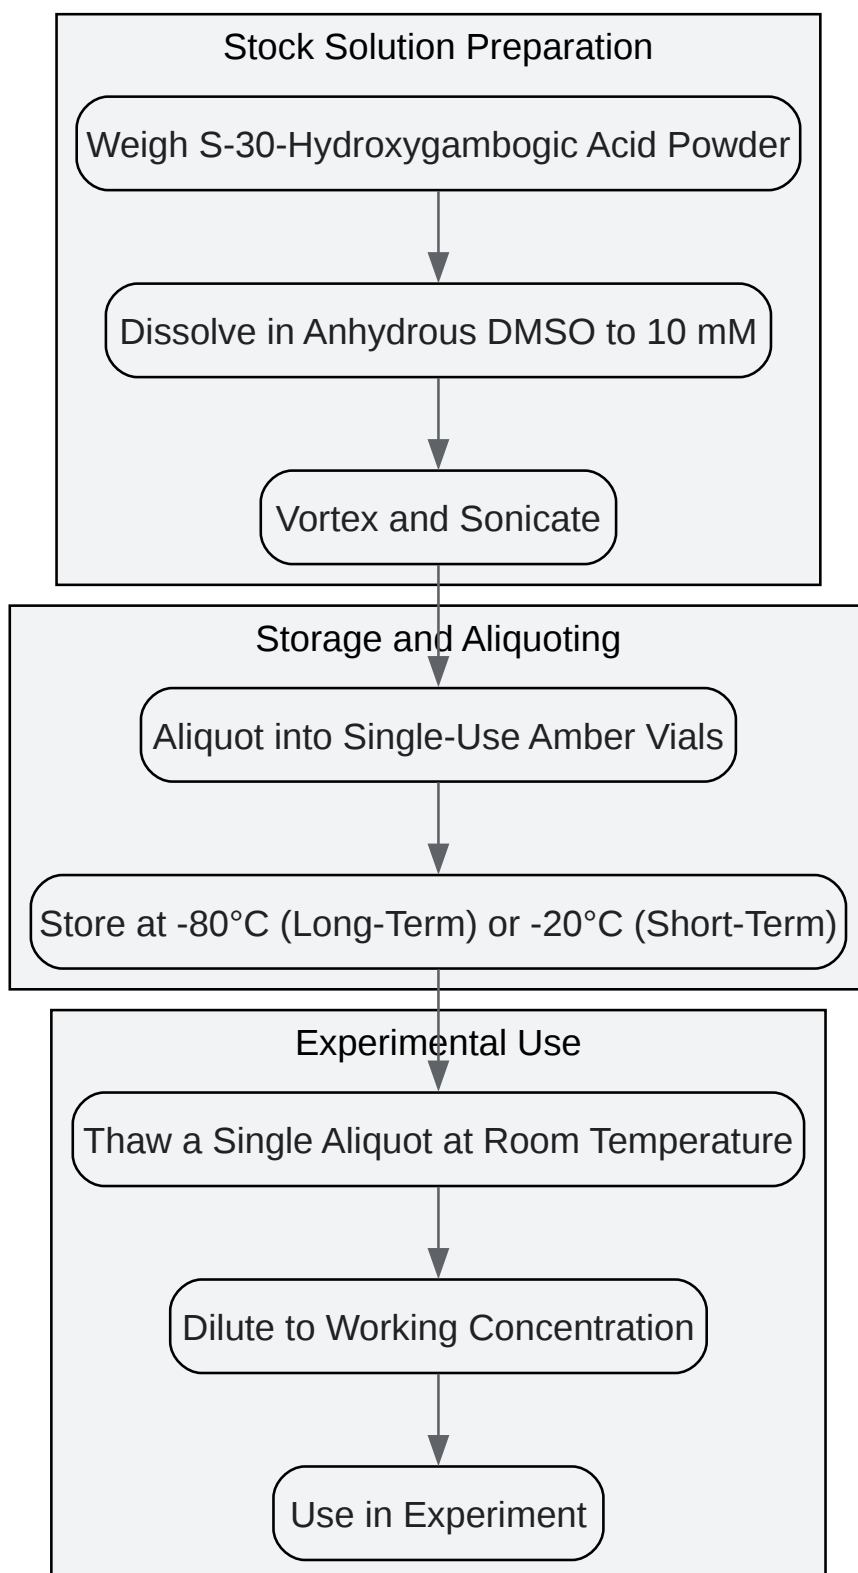 Stock Solution Preparation
Weigh S-30-Hydroxygambogic Acid Powder
Dissolve in Anhydrous DMSO to 10 mM
Vortex and Sonicate
Storage and Aliquoting
Aliquot into Single-Use Amber Vials
Store at -80°C (Long-Term) or -20°C (Short-Term)
Experimental Use
Thaw a Single Aliquot at Room Temperature
Dilute to Working Concentration
Use in Experiment